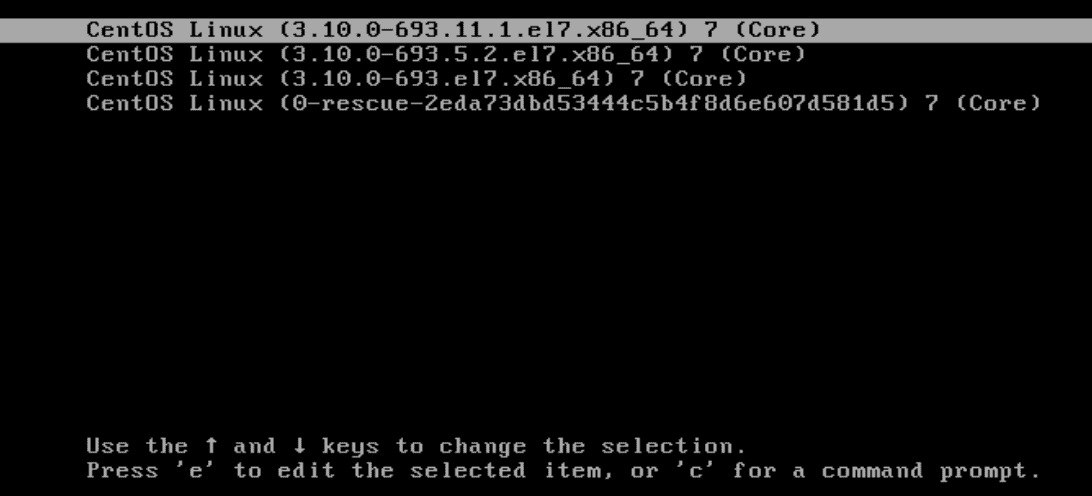 CentOS Linux (3.10.0-693.11.1.el7.x86_64) 7 (Core)
CentOS Linux (3.10.0-693.5.2.el7.x86_64) 7 (Core)
CentOS Linux (3.10.0-693.el7.x86_64) 7 (Core)
CentOS Linux (0-rescue-2eda73dbd53444c5b4f8d6e607d581d5) 7 (Core)
Use the ↑ and ↓ keys to change the selection.
Press 'e' to edit the selected item, or 'c' for a command prompt.